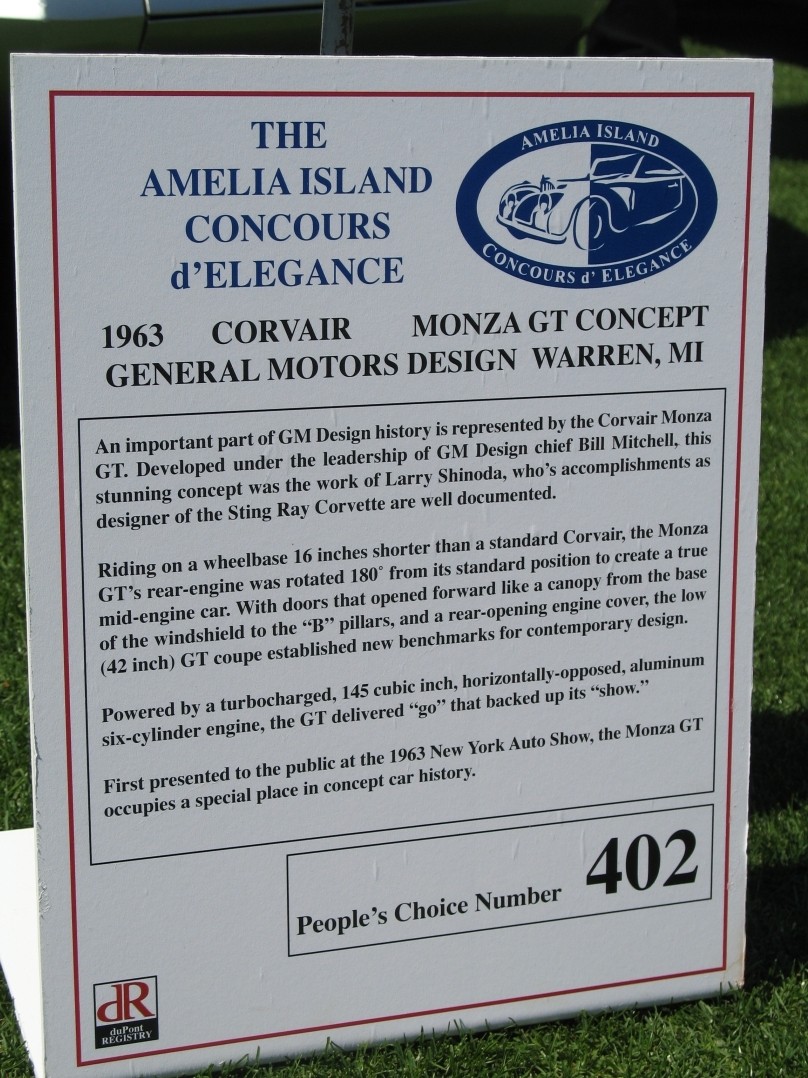 THE
AMELIA ISLAND
CONCOURS
d'ELEGANCE
AMELIA ISLAND
CONCOURS d' ELEGANCE
1963 CORVAIR MONZA GT CONCEPT
GENERAL MOTORS DESIGN WARREN, MI
An important part of GM Design history is represented by the Corvair Monza
GT. Developed under the leadership of GM Design chief Bill Mitchell, this
stunning concept was the work of Larry Shinoda, who's accomplishments as
designer of the Sting Ray Corvette are well documented.
Riding on a wheelbase 16 inches shorter than a standard Corvair, the Monza
GT's rear-engine was rotated 180° from its standard position to create a true
mid-engine car. With doors that opened forward like a canopy from the base
of the windshield to the “B” pillars, and a rear-opening engine cover, the low
(42 inch) GT coupe established new benchmarks for contemporary design.
Powered by a turbocharged, 145 cubic inch, horizontally-opposed, aluminum
six-cylinder engine, the GT delivered “go” that backed up its “show.”
First presented to the public at the 1963 New York Auto Show, the Monza GT
occupies a special place in concept car history.
People's Choice Number 402
dR
duPont
REGISTRY